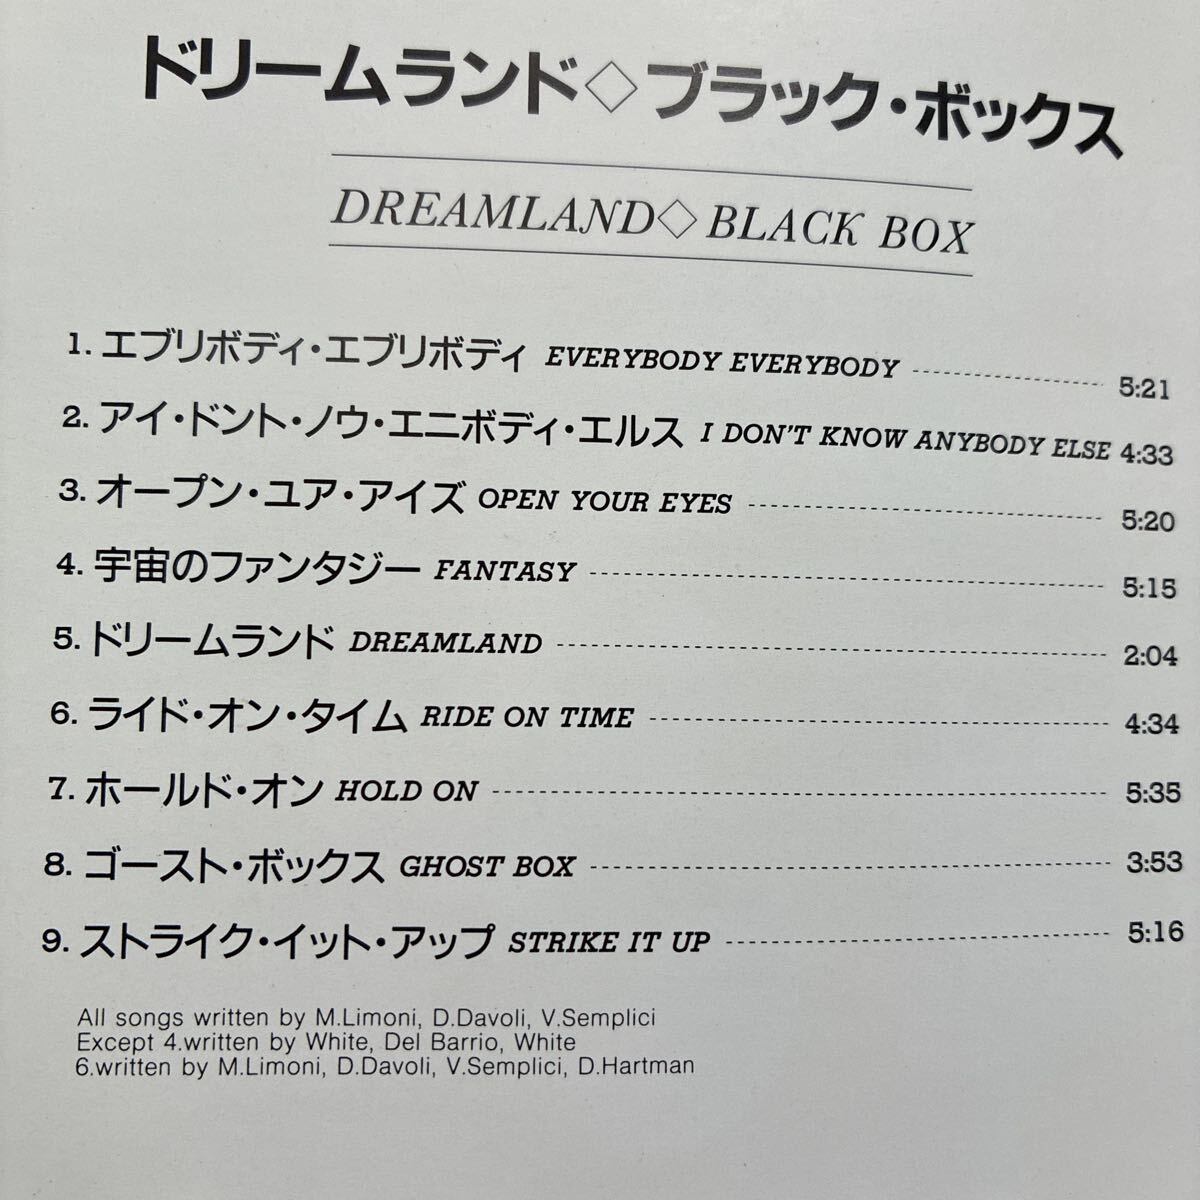 ドリームランド◇ブラック・ボックス
DREAMLAND◇BLACK BOX
1. エブリボディ・エブリボディ EVERYBODY EVERYBODY 5:21
2. アイ・ドント・ノウ・エニボディ・エルス I DON'T KNOW ANYBODY ELSE 4:33
3. オープン・ユア・アイズ OPEN YOUR EYES 5:20
4. 宇宙のファンタジー FANTASY 5:15
5. ドリームランド DREAMLAND 2:04
6. ライド・オン・タイム RIDE ON TIME 4:34
7. ホールド・オン HOLD ON 5:35
8. ゴースト・ボックス GHOST BOX 3:53
9. ストライク・イット・アップ STRIKE IT UP 5:16
All songs written by M.Limoni, D.Davoli, V.Semplici
Except 4.written by White, Del Barrio, White
6.written by M.Limoni, D.Davoli, V.Semplici, D.Hartman